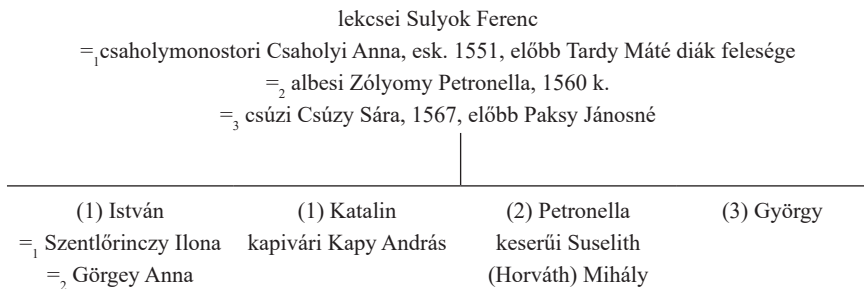 lekcsei Sulyok Ferenc
=₁csaholymonostori Csaholyi Anna, esk. 1551, előbb Tardy Máté diák felesége
=₂ albesi Zólyomy Petronella, 1560 k.
=₃ csúzi Csúzy Sára, 1567, előbb Paksy Jánosné
(1) István
=₁ Szentlőrinczy Ilona
=₂ Görgey Anna
(1) Katalin
kapivári Kapy András
(2) Petronella
keserűi Suselith
(Horváth) Mihály
(3) György